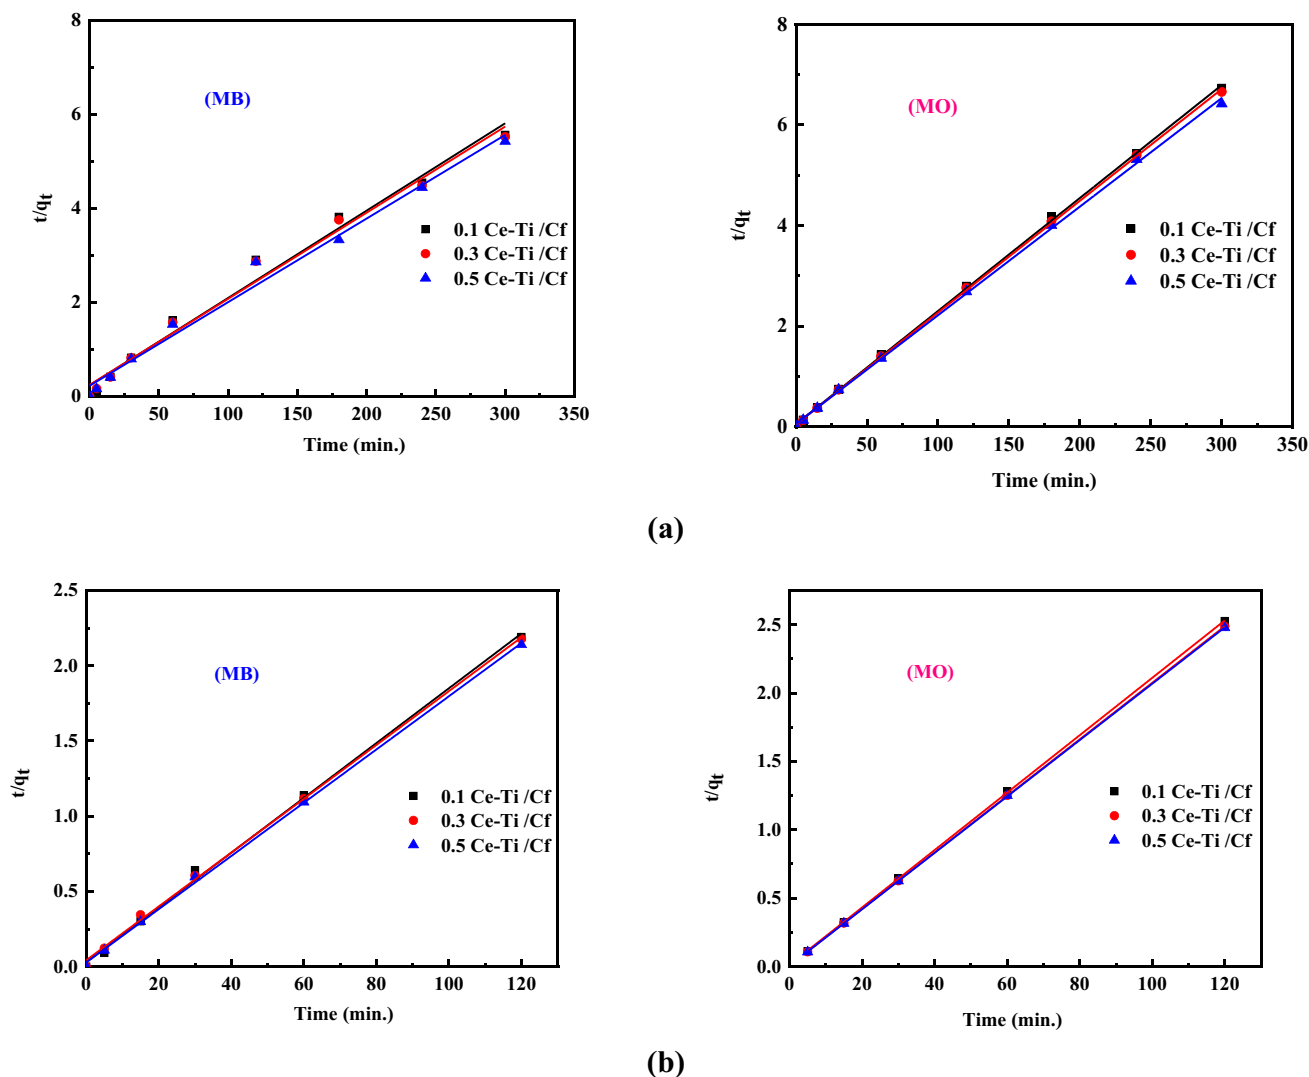 8
6
4
2
0
t/qt
(MB)
0.1 Ce-Ti /Cf
0.3 Ce-Ti /Cf
0.5 Ce-Ti /Cf
0 50 100 150 200 250 300 350
Time (min.)
8
6
4
2
0
t/qt
(MO)
0.1 Ce-Ti /Cf
0.3 Ce-Ti /Cf
0.5 Ce-Ti /Cf
0 50 100 150 200 250 300 350
Time (min.)
(a)
2.5
2.0
1.5
1.0
0.5
0.0
t/qt
(MB)
0.1 Ce-Ti /Cf
0.3 Ce-Ti /Cf
0.5 Ce-Ti /Cf
0 20 40 60 80 100 120
Time (min.)
2.5
2.0
1.5
1.0
0.5
0.0
t/qt
(MO)
0.1 Ce-Ti /Cf
0.3 Ce-Ti /Cf
0.5 Ce-Ti /Cf
0 20 40 60 80 100 120
Time (min.)
(b)